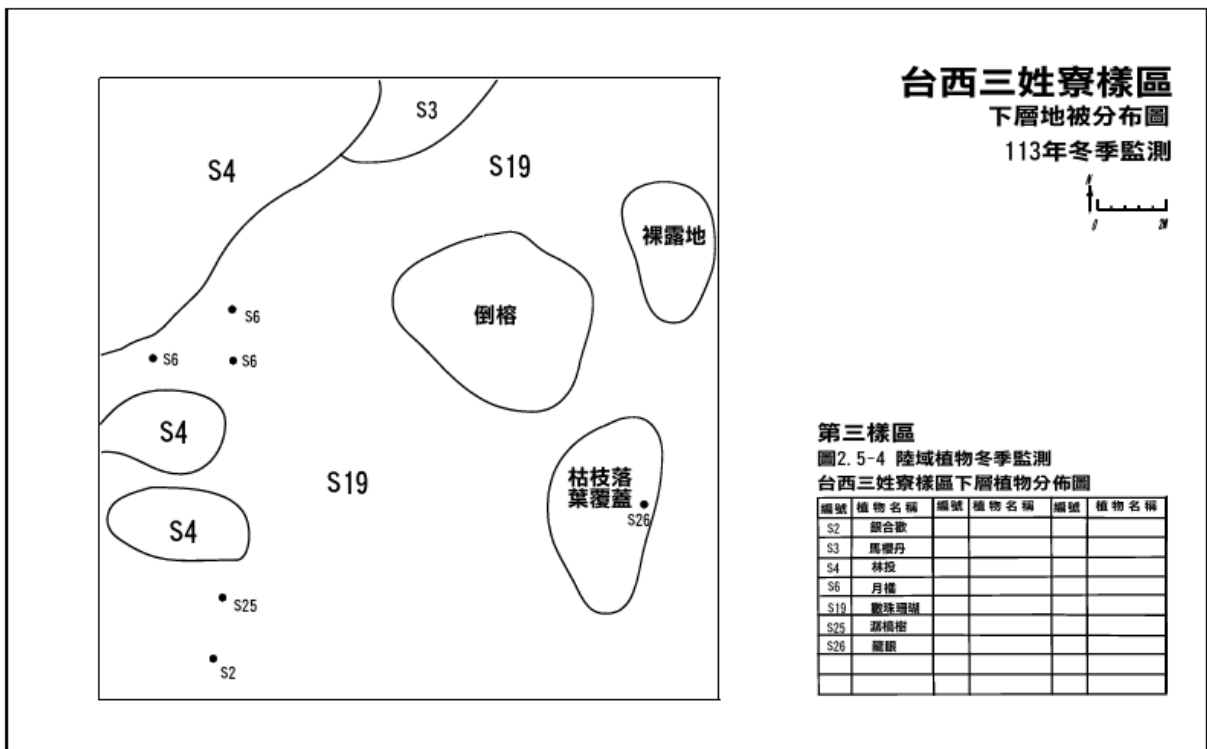 台西三姓寮樣區
下層地被分布圖
113年冬季監測
N
0 2M
S3
S4
S19
裸露地
倒榕
S6
S6
S6
S4
S19
枯枝落
葉覆蓋
S26
S4
S25
S2
第三樣區
圖2.5-4 陸域植物冬季監測
台西三姓寮樣區下層植物分佈圖
編號 植物名稱 編號 植物名稱 編號 植物名稱
S2 銀合歡
S3 馬櫻丹
S4 林投
S6 月橘
S19 數珠珊瑚
S25 潺槁樹
S26 龍眼